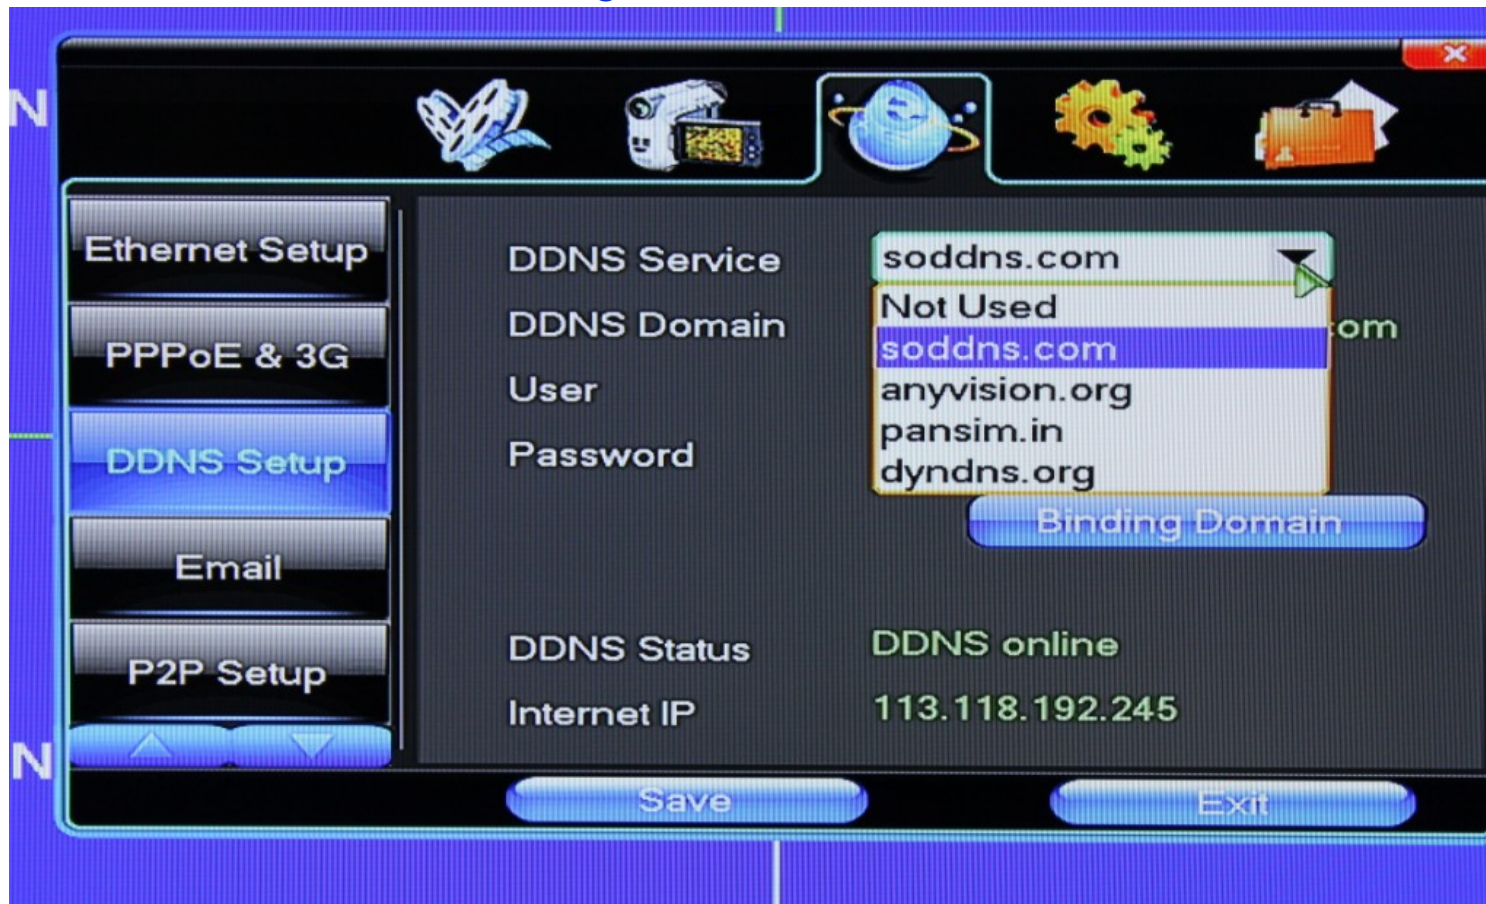 N
Ethernet Setup
PPPoE & 3G
DDNS Setup
Email
P2P Setup
DDNS Service
soddns.com
Not Used
soddns.com
anyvision.org
pansim.in
dyndns.org
DDNS Domain
com
User
Password
Binding Domain
DDNS Status
DDNS online
Internet IP
113.118.192.245
N
Save
Exit